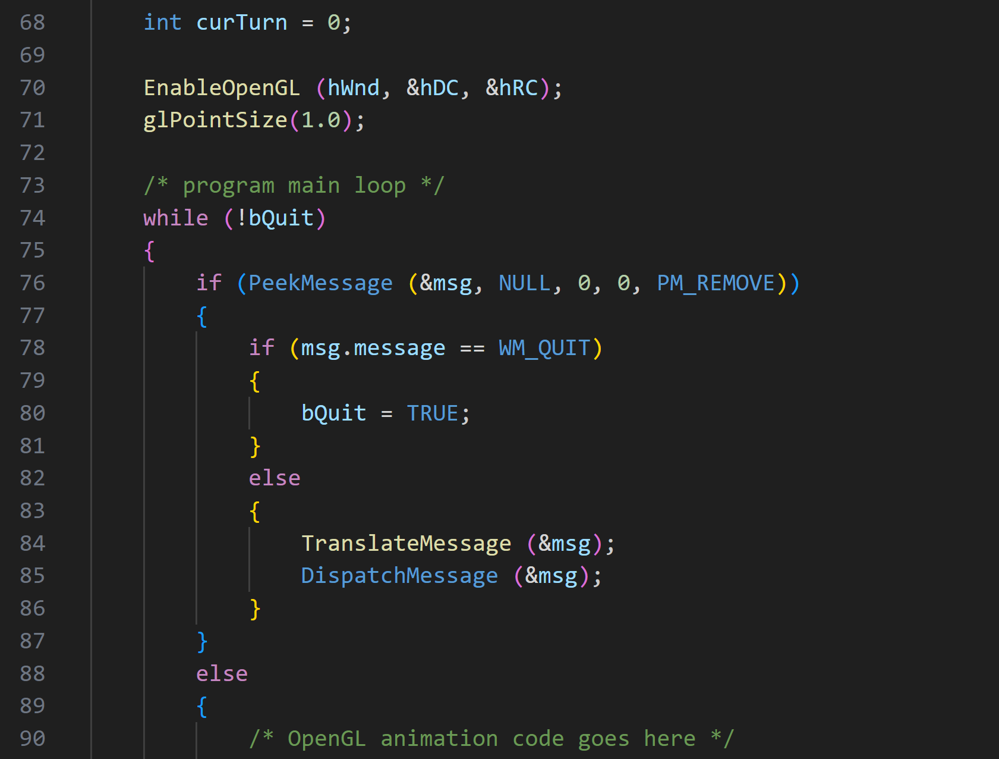 68 int curTurn = 0;
69
70 EnableOpenGL (hWnd, &hDC, &hRC);
71 glPointSize(1.0);
72
73 /* program main loop */
74 while (!bQuit)
75 {
76 if (PeekMessage (&msg, NULL, 0, 0, PM_REMOVE))
77 {
78 if (msg.message == WM_QUIT)
79 {
80 bQuit = TRUE;
81 }
82 else
83 {
84 TranslateMessage (&msg);
85 DispatchMessage (&msg);
86 }
87 }
88 else
89 {
90 /* OpenGL animation code goes here */